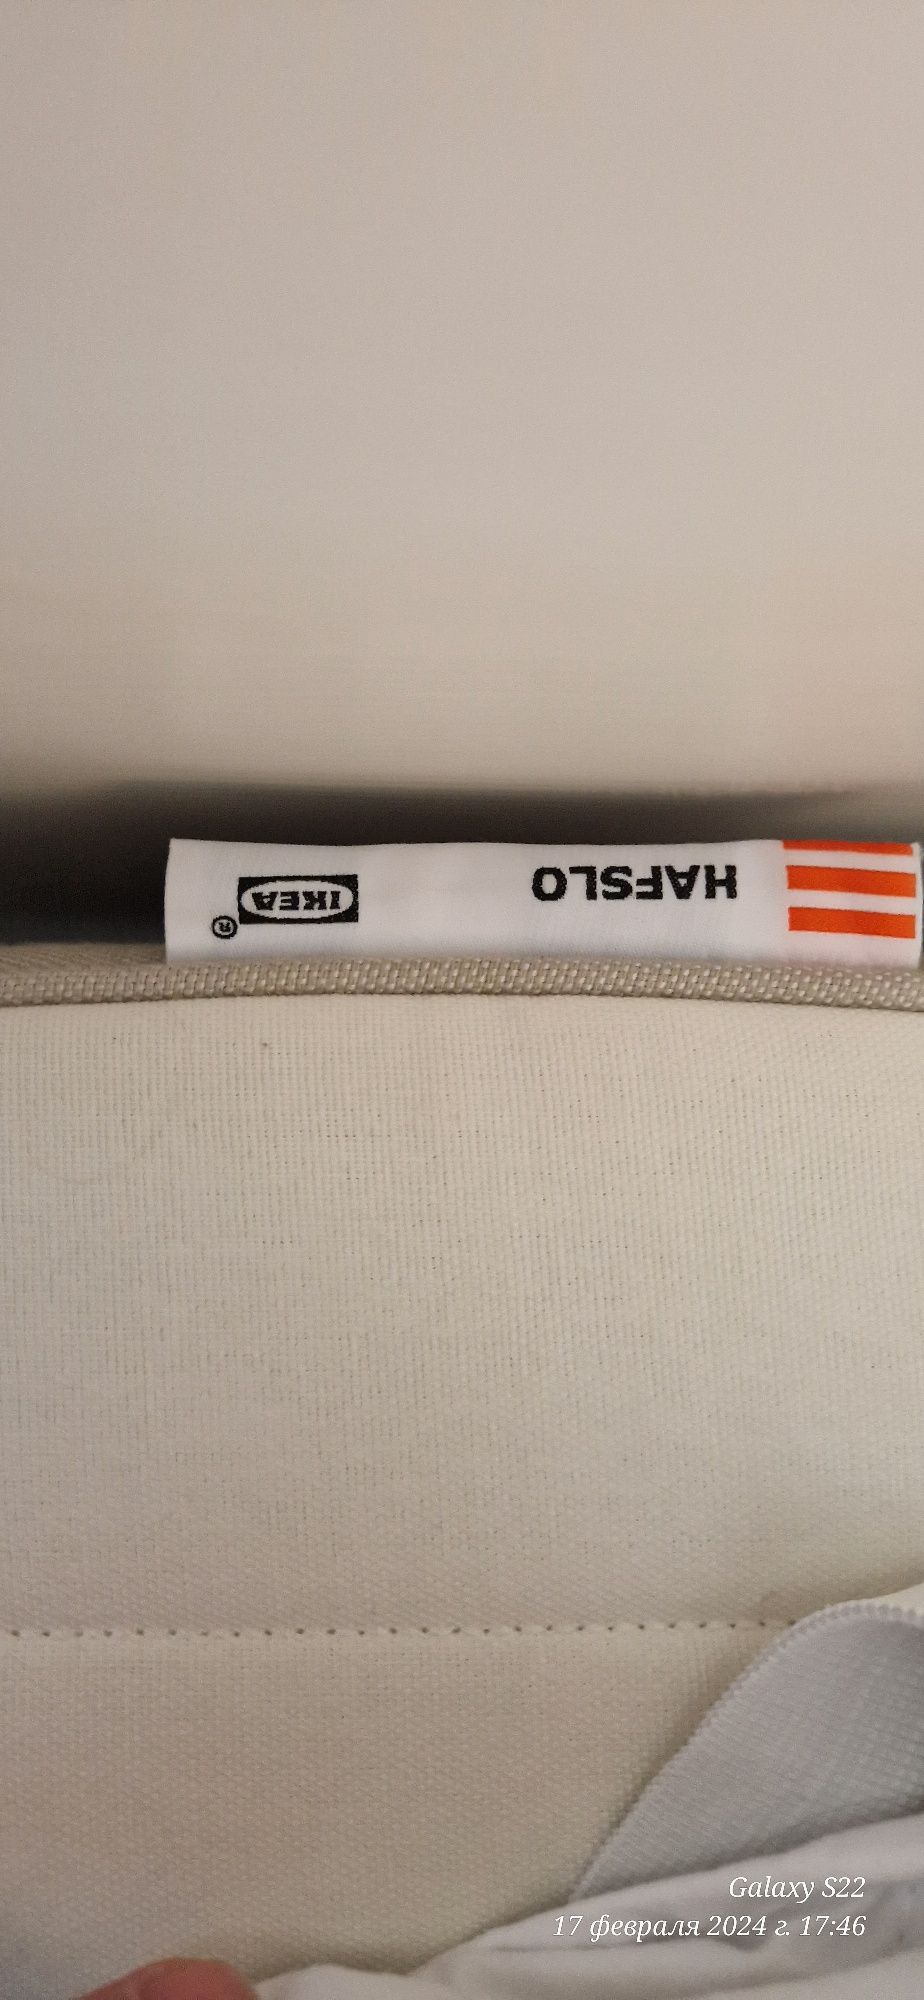 HAFSLO
IKEA®
Galaxy S22
17 февраля 2024 г. 17:46